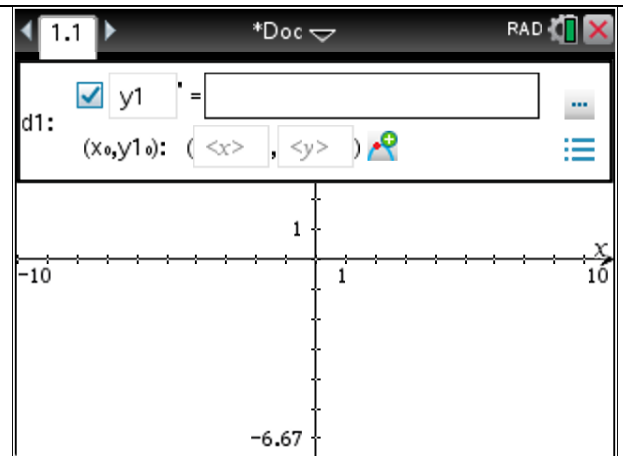 1.1 *Doc RAD
y1 ' =
d1:
(x₀,y1₀): ( <x> , <y> )
1
x
-10 1 10
-6.67